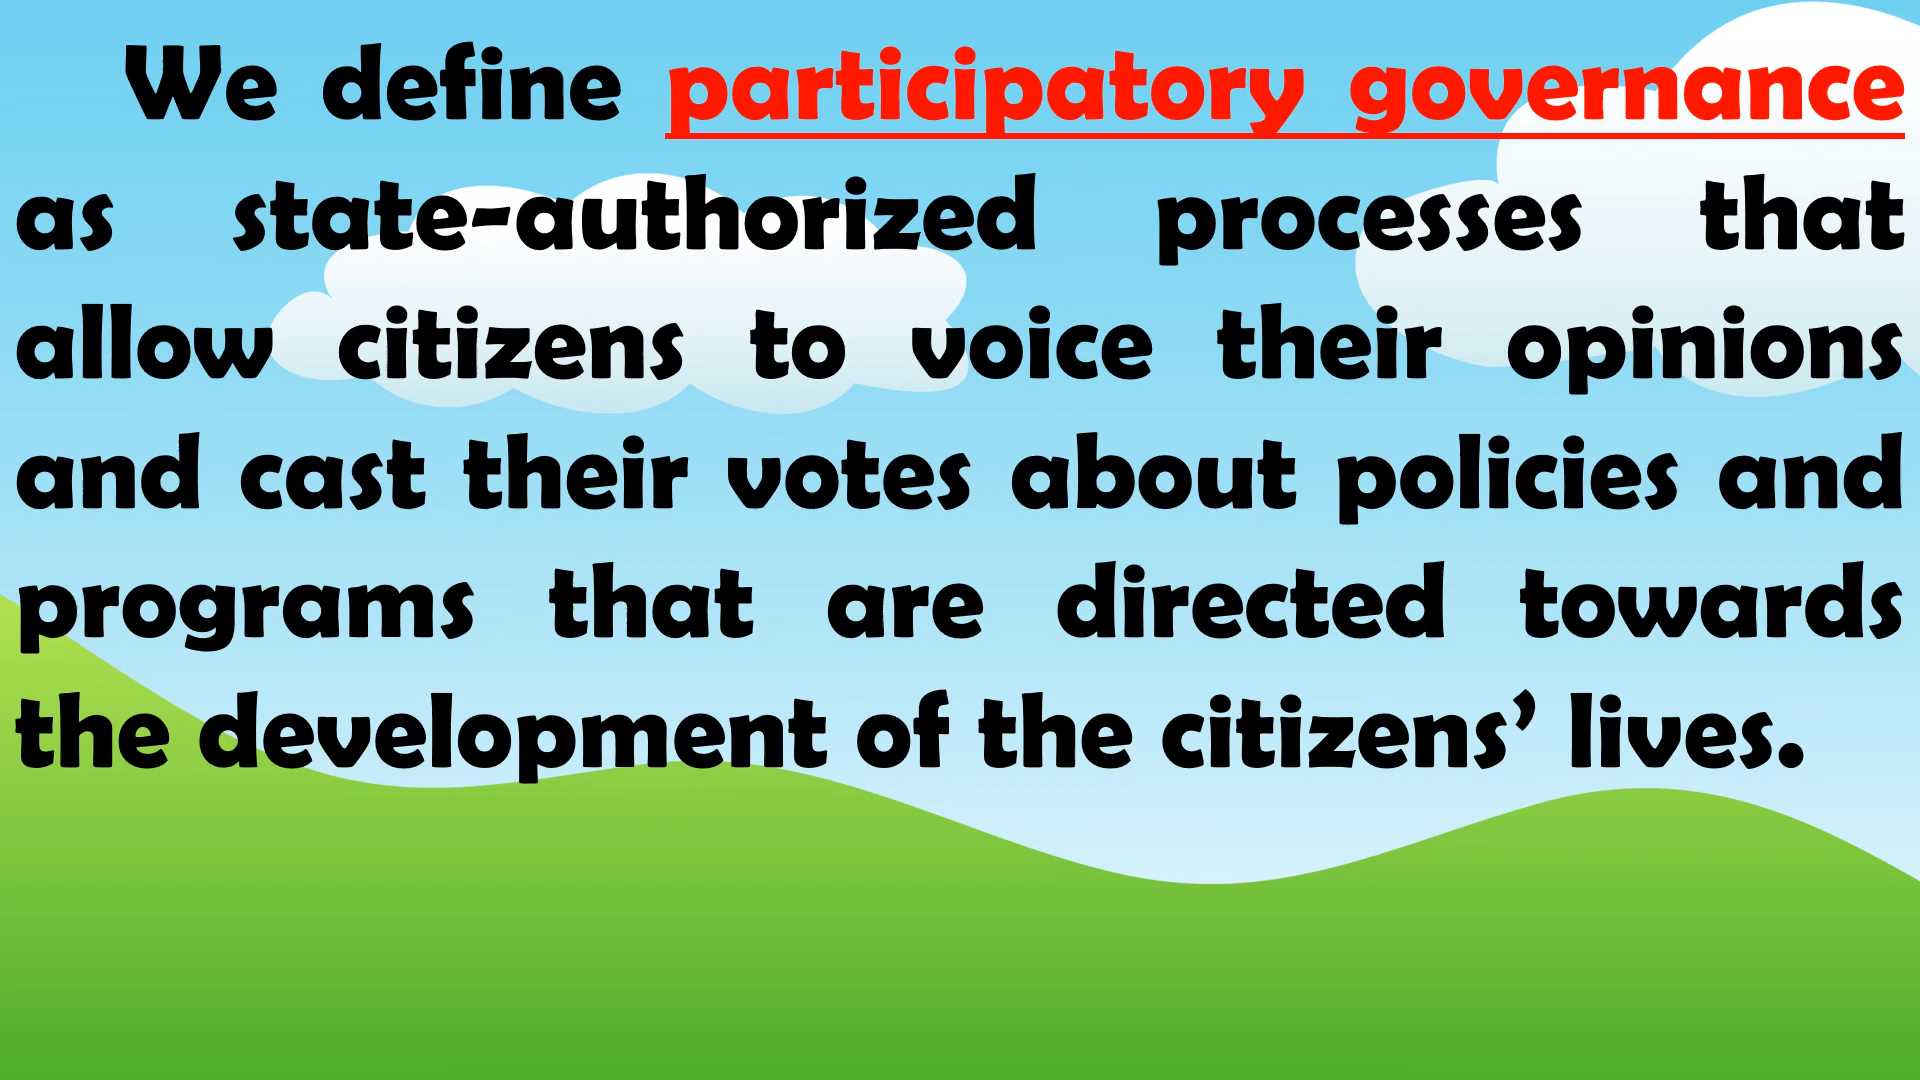 We define participatory governance
as state-authorized processes that
allow citizens to voice their opinions
and cast their votes about policies and
programs that are directed towards
the development of the citizens’ lives.